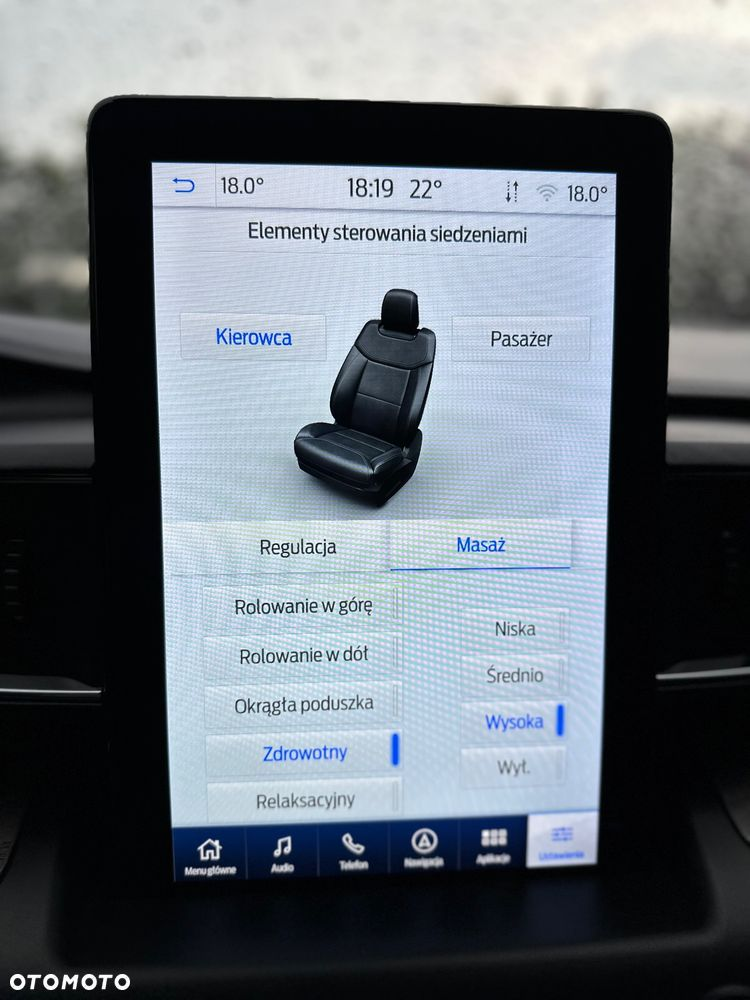 18.0° 18:19 22° 18.0°
Elementy sterowania siedzeniami
Kierowca
Pasażer
Regulacja
Masaż
Rolowanie w górę
Rolowanie w dół
Okrągła poduszka
Zdrowotny
Relaksacyjny
Niska
Średnio
Wysoka
Wył.
Menu główne
Audio
Telefon
Nawigacja
Aplikacje
Ustawienia
OTOMOTO